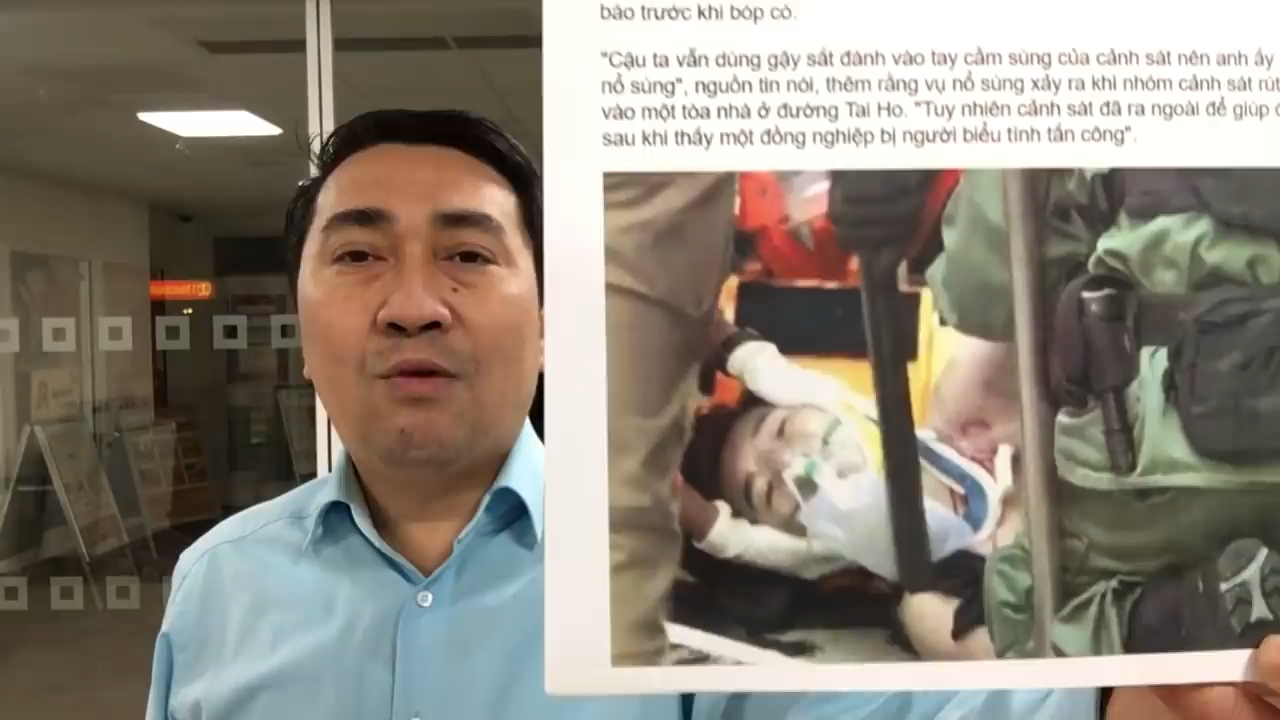 báo trước khi bóp cò.
"Cậu ta vẫn dùng gậy sắt đánh vào tay cầm súng của cảnh sát nên anh ấy
nổ súng", nguồn tin nói, thêm rằng vụ nổ súng xảy ra khi nhóm cảnh sát rút
vào một tòa nhà ở đường Tai Ho. "Tuy nhiên cảnh sát đã ra ngoài để giúp
sau khi thấy một đồng nghiệp bị người biểu tình tấn công".